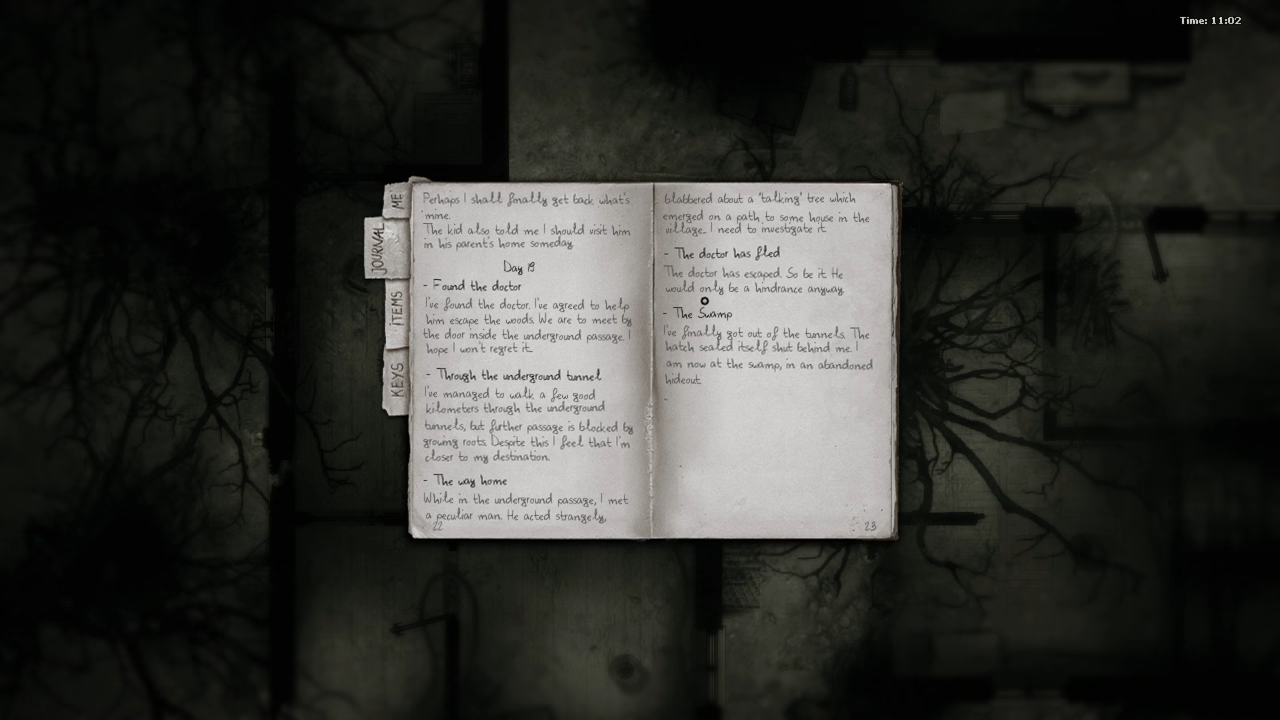 Time: 11:02
ME
JOURNAL
ITEMS
KEYS
Perhaps I shall finally get back what's
mine.
The kid also told me I should visit him
in his parent's home someday.
Day 19
- Found the doctor
I've found the doctor. I've agreed to help
him escape the woods. We are to meet by
the door inside the underground passage. I
hope I won't regret it.
- Through the underground tunnel
I've managed to walk a few good
kilometers through the underground
tunnels, but further passage is blocked by
growing roots. Despite this I feel that I'm
closer to my destination.
- The way home
While in the underground passage, I met
a peculiar man. He acted strangely,
22
blabbered about a 'talking' tree which
emerged on a path to some house in the
village. I need to investigate it.
- The doctor has fled
The doctor has escaped. So be it. He
would only be a hindrance anyway.
- The Swamp
I've finally got out of the tunnels. The
hatch sealed itself shut behind me. I
am now at the swamp, in an abandoned
hideout.
-
23